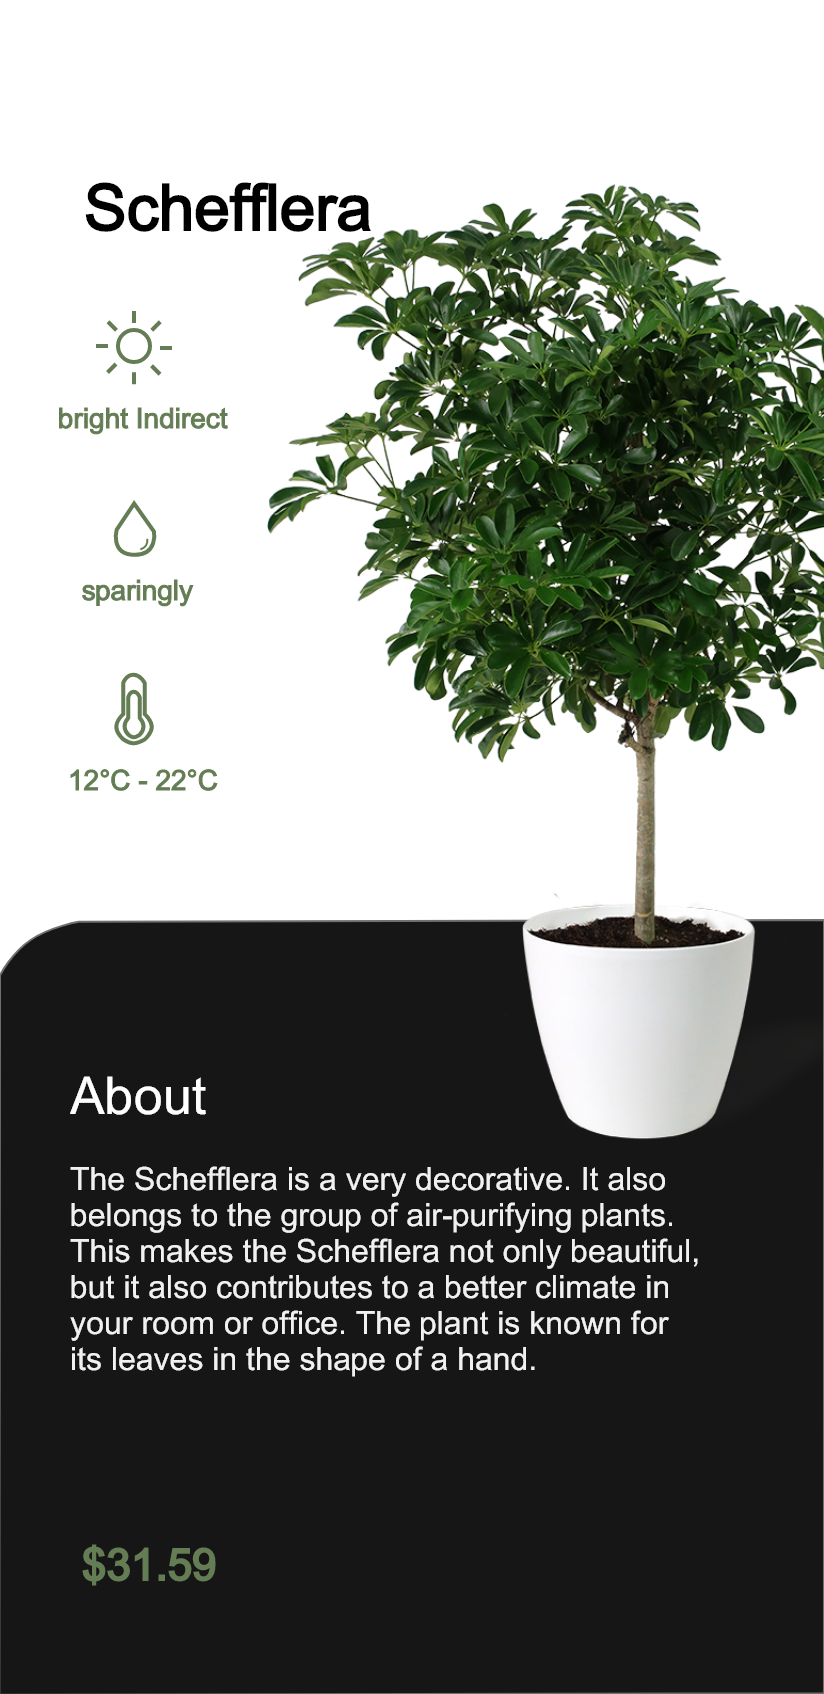 Schefflera
bright Indirect
sparingly
12°C - 22°C
About
The Schefflera is a very decorative. It also
belongs to the group of air-purifying plants.
This makes the Schefflera not only beautiful,
but it also contributes to a better climate in
your room or office. The plant is known for
its leaves in the shape of a hand.
$31.59